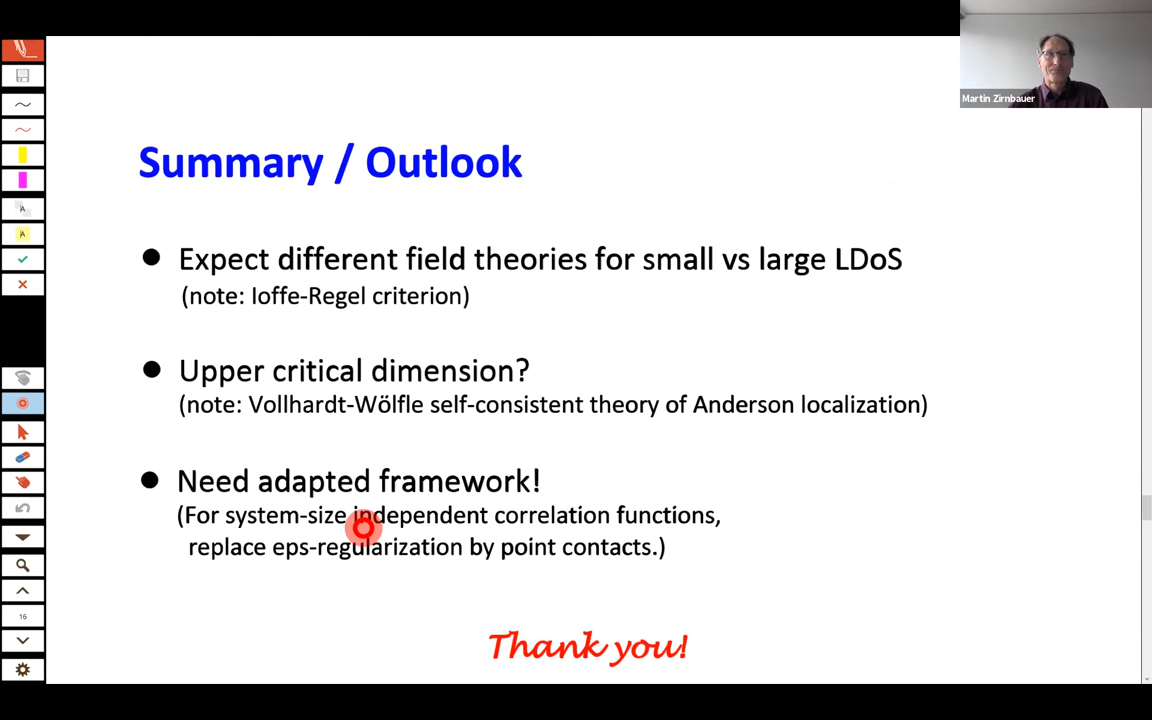 Martin Zirnbauer
Summary / Outlook
● Expect different field theories for small vs large LDoS
(note: Ioffe-Regel criterion)
● Upper critical dimension?
(note: Vollhardt-Wölfle self-consistent theory of Anderson localization)
● Need adapted framework!
(For system-size independent correlation functions,
replace eps-regularization by point contacts.)
16
Thank you!